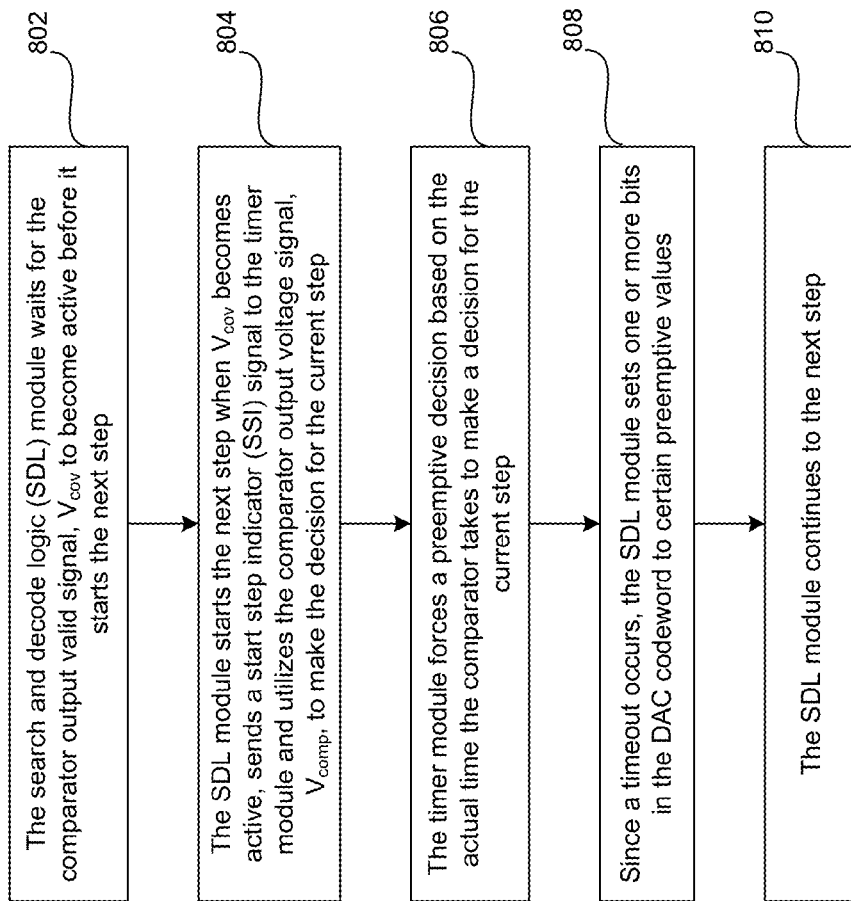 802
The search and decode logic (SDL) module waits for the
comparator output valid signal, Vcov to become active before it
starts the next step
804
The SDL module starts the next step when Vcov becomes
active, sends a start step indicator (SSI) signal to the timer
module and utilizes the comparator output voltage signal,
Vcomp, to make the decision for the current step
806
The timer module forces a preemptive decision based on the
actual time the comparator takes to make a decision for the
current step
808
Since a timeout occurs, the SDL module sets one or more bits
in the DAC codeword to certain preemptive values
810
The SDL module continues to the next step